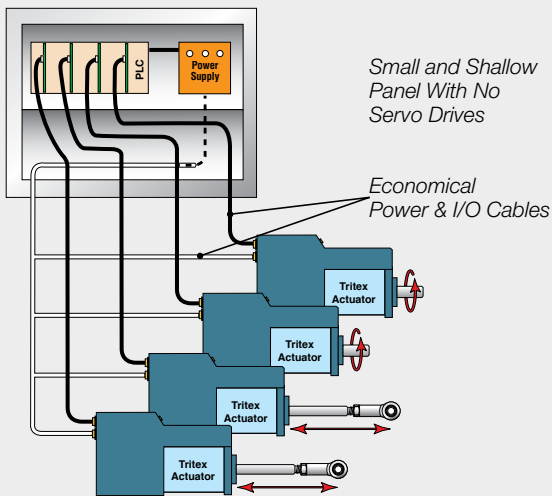 PLC
Power
Supply
Small and Shallow
Panel With No
Servo Drives
Economical
Power & I/O Cables
Tritex
Actuator
Tritex
Actuator
Tritex
Actuator
Tritex
Actuator